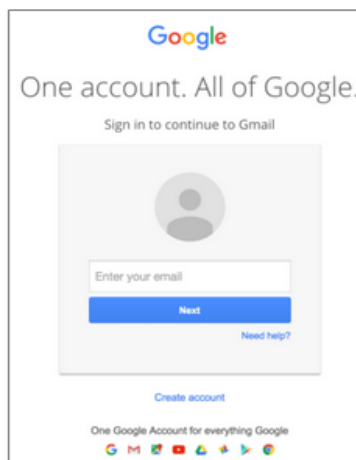 Google
One account. All of Google.
Sign in to continue to Gmail
Enter your email
Next
Need help?
Create account
One Google Account for everything Google